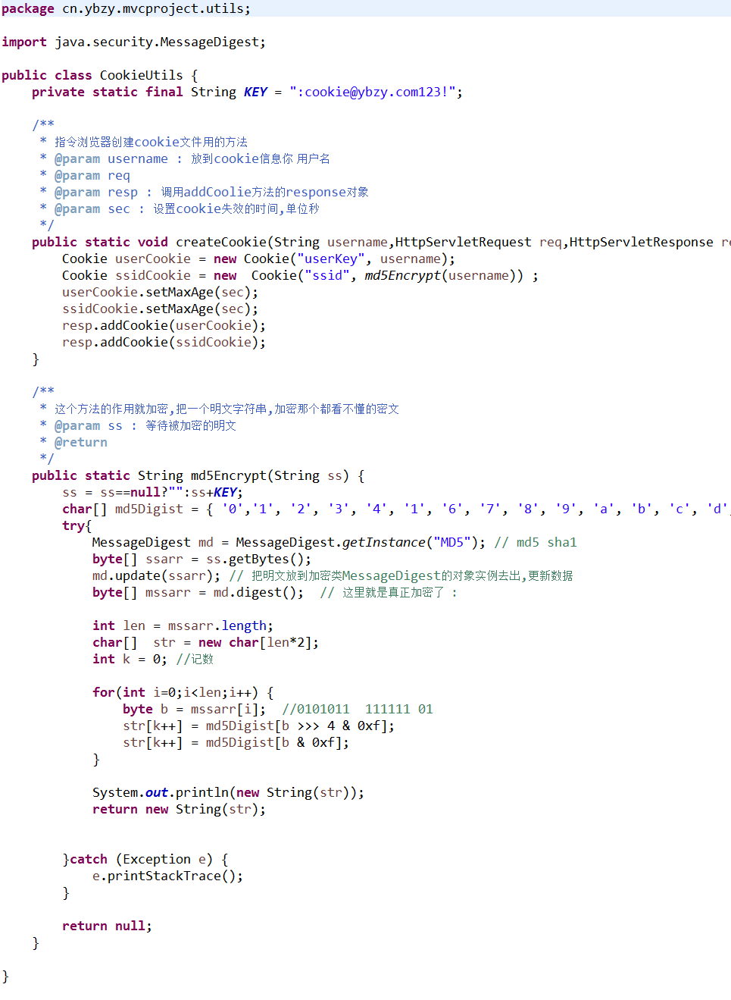 package cn.ybzy.mvcproject.utils;
import java.security.MessageDigest;
public class CookieUtils {
private static final String KEY = ":cookie@ybzy.com123!";
/**
* 指令浏览器创建cookie文件用的方法
* @param username : 放到cookie信息你 用户名
* @param req
* @param resp : 调用addCoolie方法的response对象
* @param sec : 设置cookie失效的时间,单位秒
*/
public static void createCookie(String username,HttpServletRequest req,HttpServletResponse re
Cookie userCookie = new Cookie("userKey", username);
Cookie ssidCookie = new  Cookie("ssid", md5Encrypt(username)) ;
userCookie.setMaxAge(sec);
ssidCookie.setMaxAge(sec);
resp.addCookie(userCookie);
resp.addCookie(ssidCookie);
}
/**
* 这个方法的作用就加密,把一个明文字符串,加密那个都看不懂的密文
* @param ss : 等待被加密的明文
* @return
*/
public static String md5Encrypt(String ss) {
ss = ss==null?"":ss+KEY;
char[] md5Digist = { '0','1', '2', '3', '4', '1', '6', '7', '8', '9', 'a', 'b', 'c', 'd',
try{
MessageDigest md = MessageDigest.getInstance("MD5"); // md5 sha1
byte[] ssarr = ss.getBytes();
md.update(ssarr); // 把明文放到加密类MessageDigest的对象实例去出,更新数据
byte[] mssarr = md.digest();  // 这里就是真正加密了 :
int len = mssarr.length;
char[]  str = new char[len*2];
int k = 0; //记数
for(int i=0;i<len;i++) {
byte b = mssarr[i];  //0101011  111111 01
str[k++] = md5Digist[b >>> 4 & 0xf];
str[k++] = md5Digist[b & 0xf];
}
System.out.println(new String(str));
return new String(str);
}catch (Exception e) {
e.printStackTrace();
}
return null;
}
}